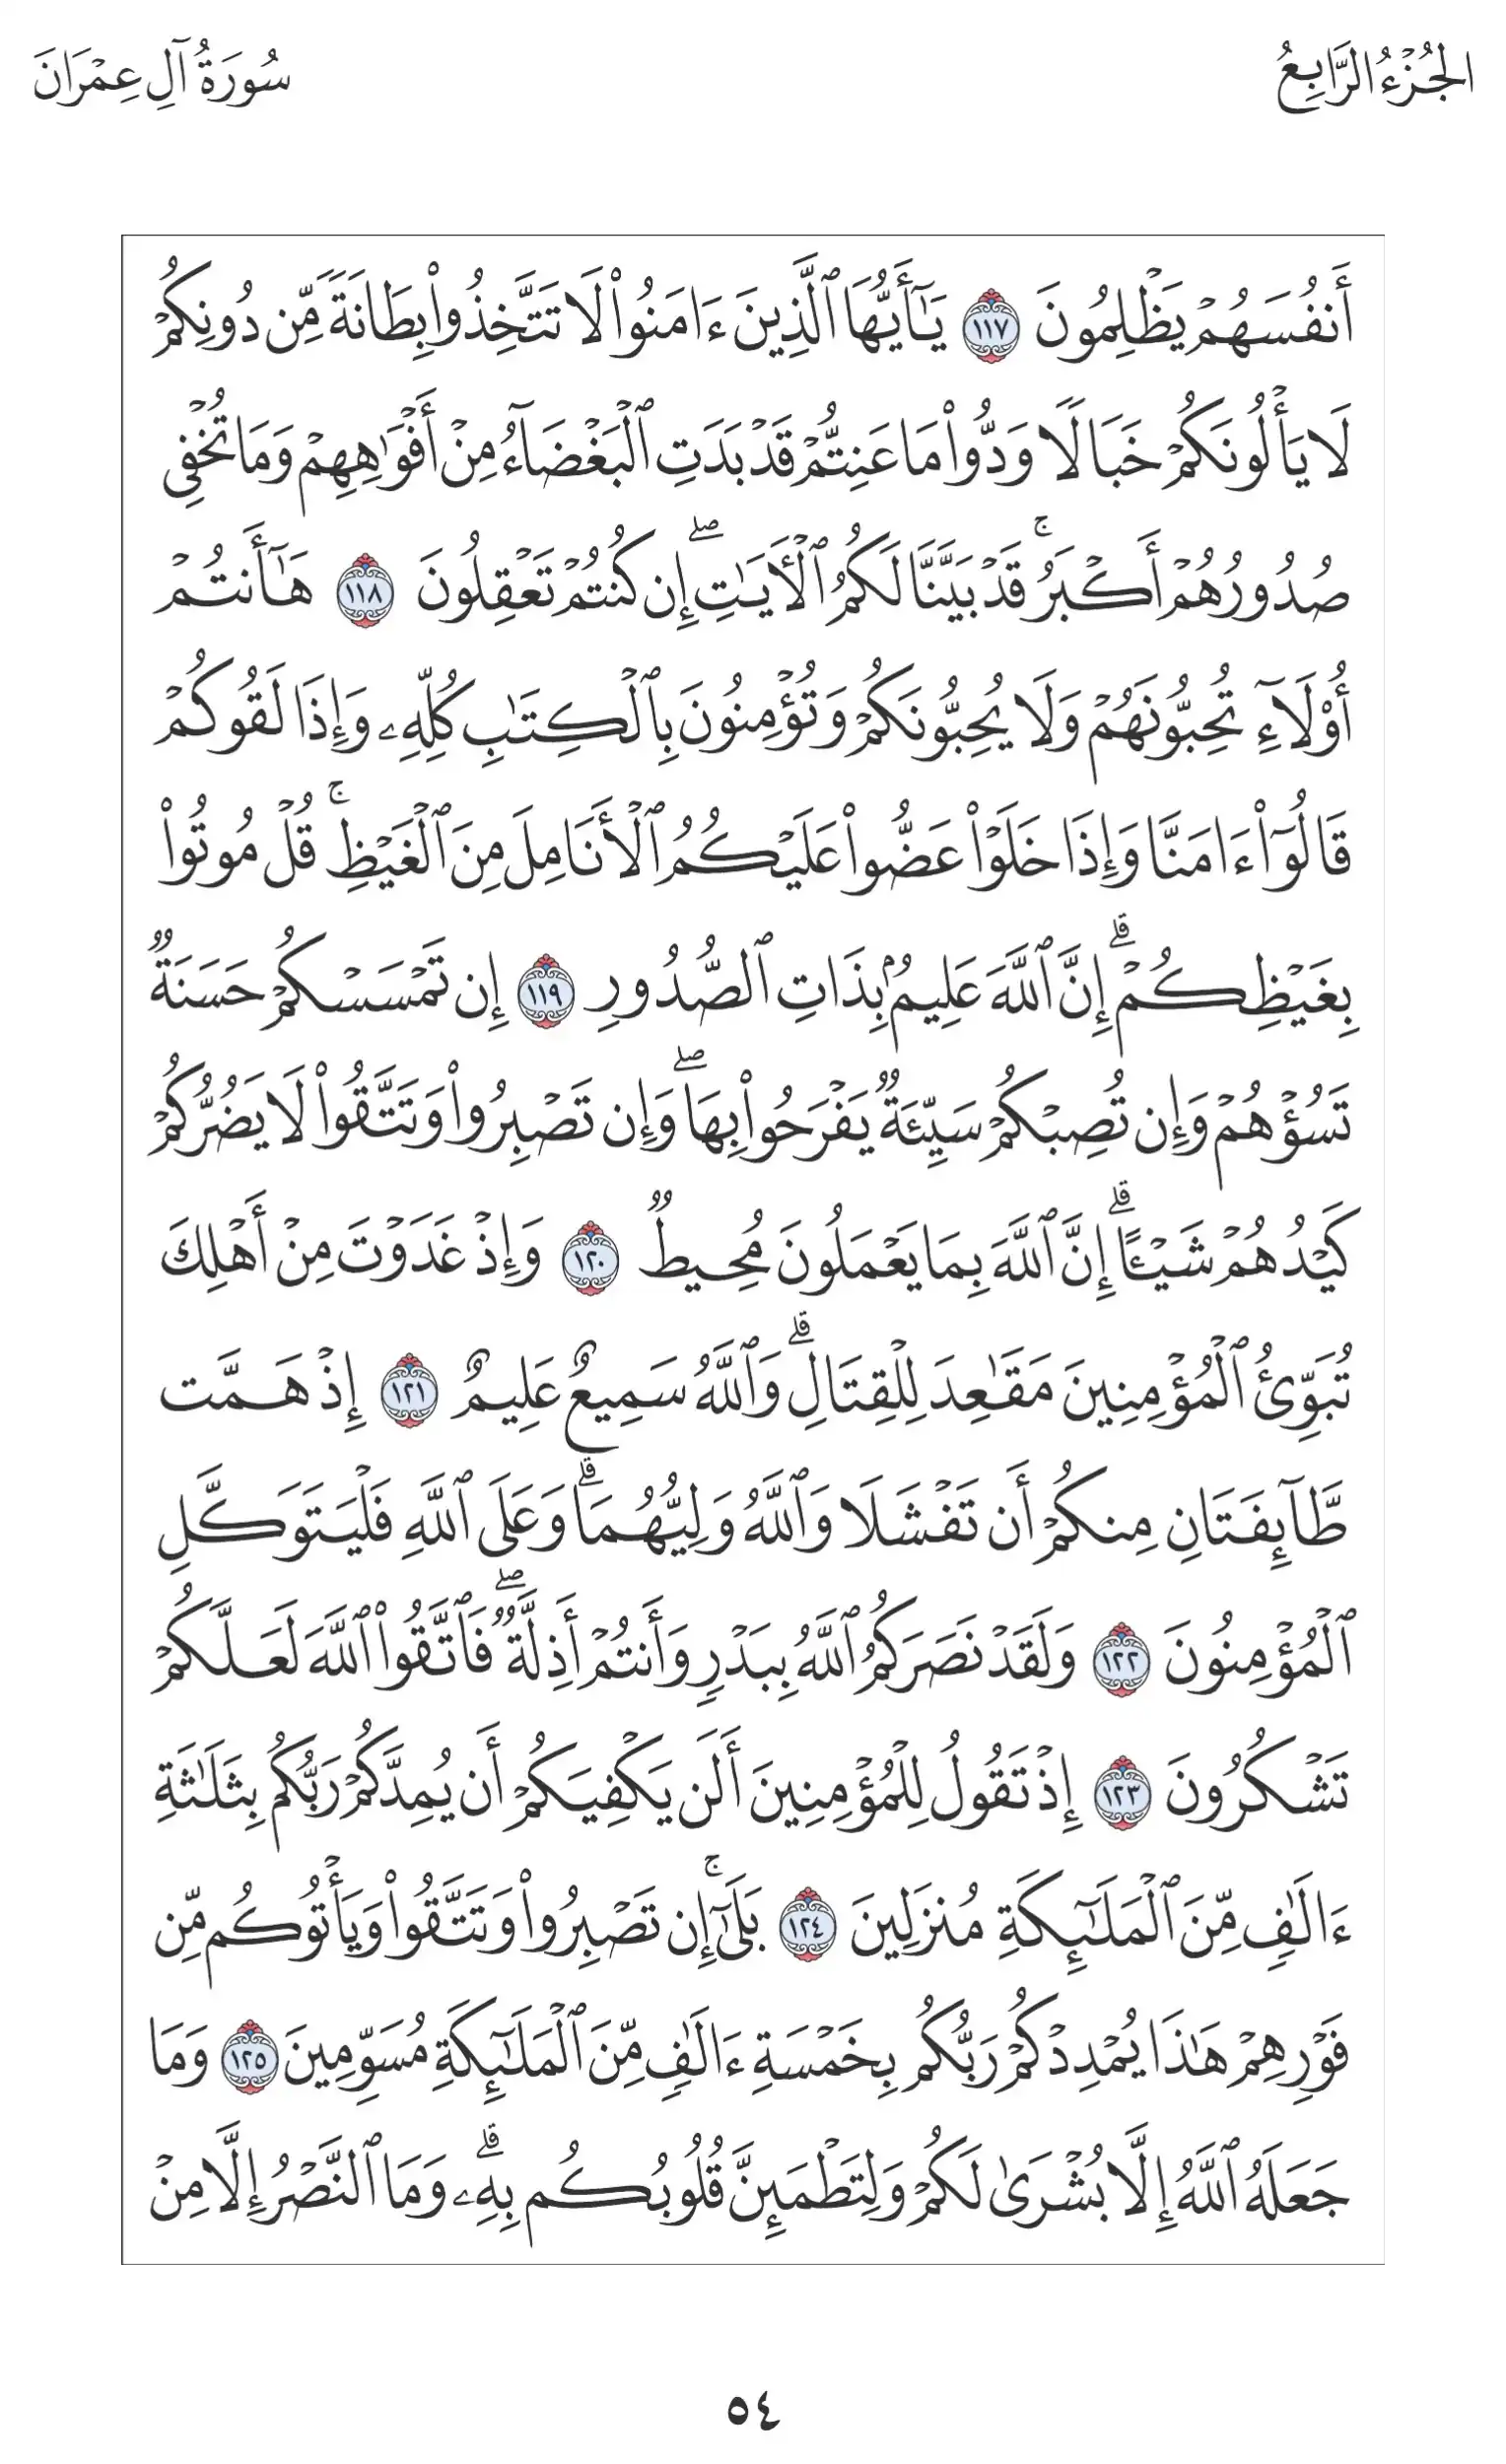 الجُزْءُ الرَّابِعُ
سُورَةُ آلِ عِمْرَانَ
أَنفُسَهُمْ يَظْلِمُونَ ١١٧ يَٰٓأَيُّهَا ٱلَّذِينَ ءَامَنُوا۟ لَا تَتَّخِذُوا۟ بِطَانَةً مِّن دُونِكُمْ
لَا يَأْلُونَكُمْ خَبَالًا وَدُّوا۟ مَا عَنِتُّمْ قَدْ بَدَتِ ٱلْبَغْضَآءُ مِنْ أَفْوَٰهِهِمْ وَمَا تُخْفِى
صُدُورُهُمْ أَكْبَرُ ۚ قَدْ بَيَّنَّا لَكُمُ ٱلْءَايَٰتِ ۖ إِن كُنتُمْ تَعْقِلُونَ ١١٨ هَٰٓأَنتُمْ
أُو۟لَآءِ تُحِبُّونَهُمْ وَلَا يُحِبُّونَكُمْ وَتُؤْمِنُونَ بِٱلْكِتَٰبِ كُلِّهِۦ وَإِذَا لَقُوكُمْ
قَالُوٓا۟ ءَامَنَّا وَإِذَا خَلَوْا۟ عَضُّوا۟ عَلَيْكُمُ ٱلْأَنَامِلَ مِنَ ٱلْغَيْظِ ۚ قُلْ مُوتُوا۟
بِغَيْظِكُمْ ۗ إِنَّ ٱللَّهَ عَلِيمٌۢ بِذَاتِ ٱلصُّدُورِ ١١٩ إِن تَمْسَسْكُمْ حَسَنَةٌ
تَسُؤْهُمْ وَإِن تُصِبْكُمْ سَيِّئَةٌ يَفْرَحُوا۟ بِهَا ۖ وَإِن تَصْبِرُوا۟ وَتَتَّقُوا۟ لَا يَضُرُّكُمْ
كَيْدُهُمْ شَيْـًٔا ۗ إِنَّ ٱللَّهَ بِمَا يَعْمَلُونَ مُحِيطٌ ١٢٠ وَإِذْ غَدَوْتَ مِنْ أَهْلِكَ
تُبَوِّئُ ٱلْمُؤْمِنِينَ مَقَٰعِدَ لِلْقِتَالِ ۗ وَٱللَّهُ سَمِيعٌ عَلِيمٌ ١٢١ إِذْ هَمَّت
طَّآئِفَتَانِ مِنكُمْ أَن تَفْشَلَا وَٱللَّهُ وَلِيُّهُمَا ۗ وَعَلَى ٱللَّهِ فَلْيَتَوَكَّلِ
ٱلْمُؤْمِنُونَ ١٢٢ وَلَقَدْ نَصَرَكُمُ ٱللَّهُ بِبَدْرٍ وَأَنتُمْ أَذِلَّةٌ ۖ فَٱتَّقُوا۟ ٱللَّهَ لَعَلَّكُمْ
تَشْكُرُونَ ١٢٣ إِذْ تَقُولُ لِلْمُؤْمِنِينَ أَلَن يَكْفِيَكُمْ أَن يُمِدَّكُمْ رَبُّكُم بِثَلَٰثَةِ
ءَالَٰفٍ مِّنَ ٱلْمَلَٰٓئِكَةِ مُنزَلِينَ ١٢٤ بَلَىٰٓ ۚ إِن تَصْبِرُوا۟ وَتَتَّقُوا۟ وَيَأْتُوكُم مِّن
فَوْرِهِمْ هَٰذَا يُمْدِدْكُمْ رَبُّكُم بِخَمْسَةِ ءَالَٰفٍ مِّنَ ٱلْمَلَٰٓئِكَةِ مُسَوِّمِينَ ١٢٥ وَمَا
جَعَلَهُ ٱللَّهُ إِلَّا بُشْرَىٰ لَكُمْ وَلِتَطْمَئِنَّ قُلُوبُكُم بِهِۦ ۗ وَمَا ٱلنَّصْرُ إِلَّا مِنْ
٥٤